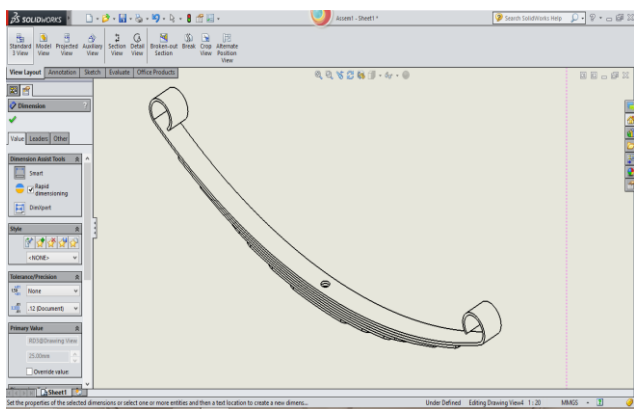 SOLIDWORKS
Assem1 - Sheet1 *
Search SolidWorks Help
Standard 3 View
Model View
Projected View
Auxiliary View
Section View
Detail View
Broken-out Section
Break
Crop View
Alternate Position View
View Layout
Annotation
Sketch
Evaluate
Office Products
Dimension
?
Value
Leaders
Other
Dimension Assist Tools
Smart
Rapid dimensioning
DimXpert
Style
<NONE>
Tolerance/Precision
None
.12 (Document)
Primary Value
RD3@Drawing View
25.00mm
Override value:
Sheet1
Set the properties of the selected dimensions or select one or more entities and then a text location to create a new dimens...
Under Defined
Editing Drawing View4
1 : 20
MMGS